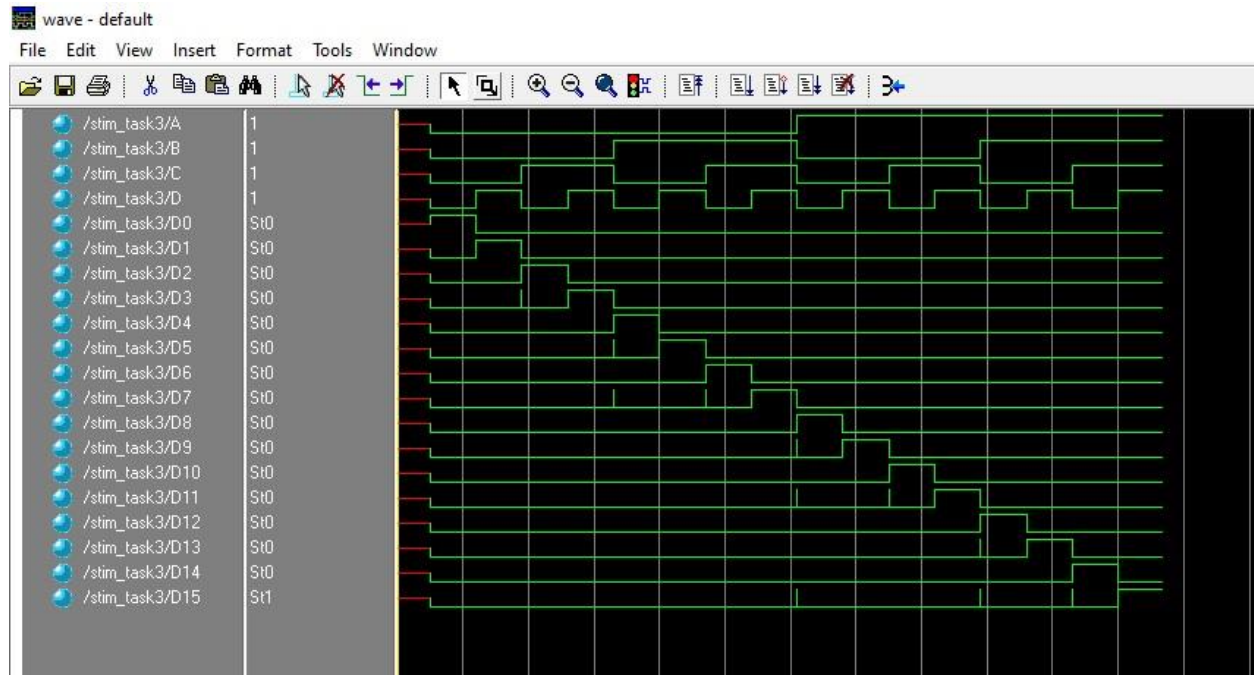 wave - default
File Edit View Insert Format Tools Window
/stim_task3/A 1
/stim_task3/B 1
/stim_task3/C 1
/stim_task3/D 1
/stim_task3/D0 St0
/stim_task3/D1 St0
/stim_task3/D2 St0
/stim_task3/D3 St0
/stim_task3/D4 St0
/stim_task3/D5 St0
/stim_task3/D6 St0
/stim_task3/D7 St0
/stim_task3/D8 St0
/stim_task3/D9 St0
/stim_task3/D10 St0
/stim_task3/D11 St0
/stim_task3/D12 St0
/stim_task3/D13 St0
/stim_task3/D14 St0
/stim_task3/D15 St1